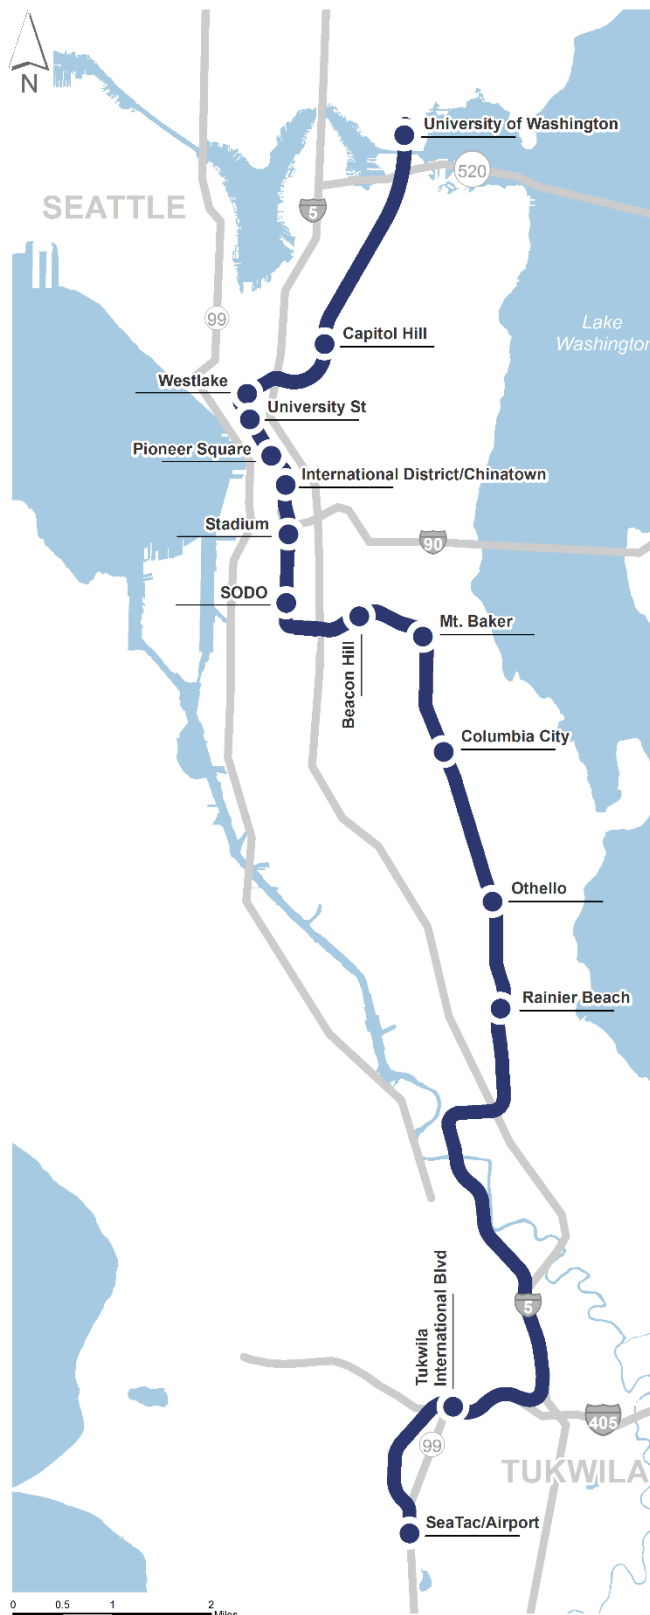 N
University of Washington
520
SEATTLE
5
99
Lake
Washington
Capitol Hill
Westlake
University St
Pioneer Square
International District/Chinatown
Stadium
90
SODO
Mt. Baker
Beacon Hill
Columbia City
Othello
Rainier Beach
Tukwila
International Blvd
5
405
99
TUKWILA
SeaTac/Airport
0 0.5 1 2
Miles